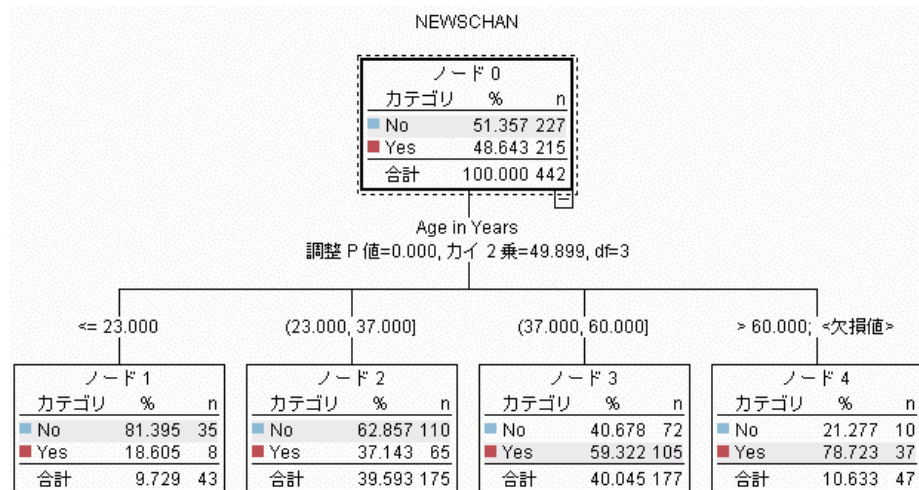 NEWSCHAN
ノード 0
カテゴリ % n
No 51.357 227
Yes 48.643 215
合計 100.000 442
Age in Years
調整 P 値=0.000, カイ 2 乗=49.899, df=3
<= 23.000
(23.000, 37.000]
(37.000, 60.000]
> 60.000; <欠損値>
ノード 1
カテゴリ % n
No 81.395 35
Yes 18.605 8
合計 9.729 43
ノード 2
カテゴリ % n
No 62.857 110
Yes 37.143 65
合計 39.593 175
ノード 3
カテゴリ % n
No 40.678 72
Yes 59.322 105
合計 40.045 177
ノード 4
カテゴリ % n
No 21.277 10
Yes 78.723 37
合計 10.633 47